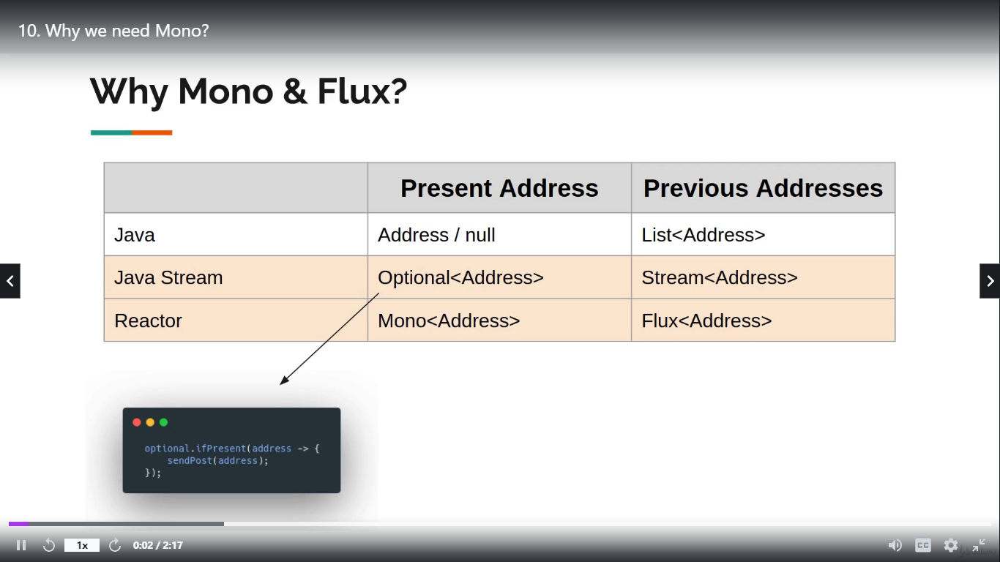 10. Why we need Mono?
Why Mono & Flux?
Present Address Previous Addresses
Java Address / null List<Address>
Java Stream Optional<Address> Stream<Address>
Reactor Mono<Address> Flux<Address>
optional.ifPresent(address -> {
sendPost(address);
});
1x 0:02 / 2:17 CC